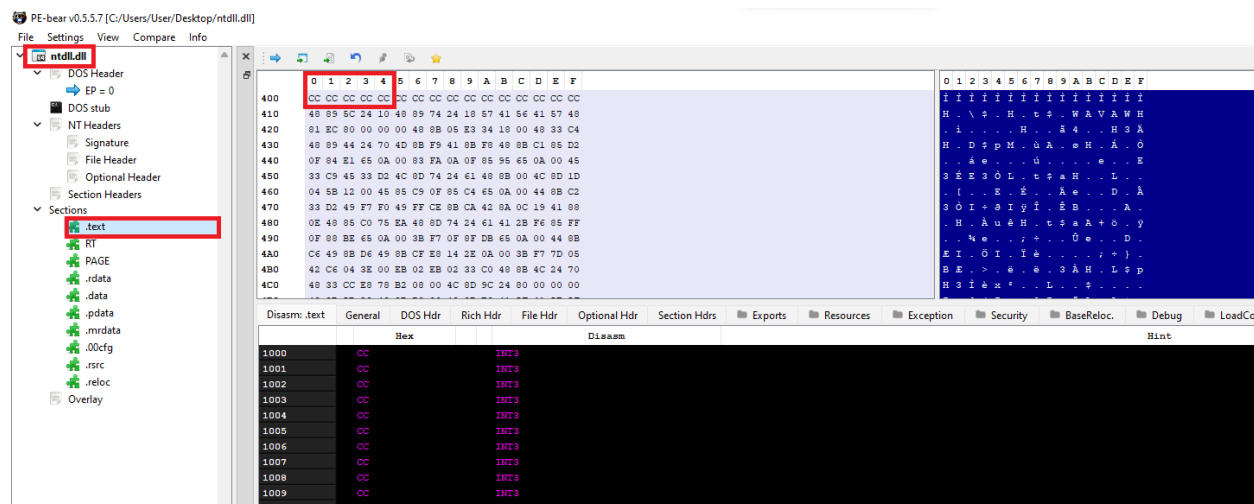 PE-bear v0.5.5.7 [C:/Users/User/Desktop/ntdll.dll]
File Settings View Compare Info
ntdll.dll
DOS Header
EP = 0
DOS stub
NT Headers
Signature
File Header
Optional Header
Section Headers
Sections
.text
RT
PAGE
.rdata
.data
.pdata
.mrdata
.00cfg
.rsrc
.reloc
Overlay
0 1 2 3 4 5 6 7 8 9 A B C D E F
400 CC CC CC CC CC CC CC CC CC CC CC CC CC CC CC CC
410 48 89 5C 24 10 48 89 74 24 18 57 41 56 41 57 48
420 81 EC 80 00 00 00 48 8B 05 E3 34 18 00 48 33 C4
430 48 89 44 24 70 4D 8B F9 41 8B F8 48 8B C1 85 D2
440 0F 84 E1 65 0A 00 83 FA 0A 0F 85 95 65 0A 00 45
450 33 C9 45 33 D2 4C 8D 74 24 61 48 8B 00 4C 8D 1D
460 04 5B 12 00 45 85 C9 0F 85 C4 65 0A 00 44 8B C2
470 33 D2 49 F7 F0 49 FF CE 8B CA 42 8A 0C 19 41 88
480 0E 48 85 C0 75 EA 48 8D 74 24 61 41 2B F6 85 FF
490 0F 88 BE 65 0A 00 3B F7 0F 8F DB 65 0A 00 44 8B
4A0 C6 49 8B D6 49 8B CF E8 14 2E 0A 00 3B F7 7D 05
4B0 42 C6 04 3E 00 EB 02 EB 02 33 C0 48 8B 4C 24 70
4C0 48 33 CC E8 78 B2 08 00 4C 8D 9C 24 80 00 00 00
0 1 2 3 4 5 6 7 8 9 A B C D E F
Ì Ì Ì Ì Ì Ì Ì Ì Ì Ì Ì Ì Ì Ì Ì Ì
H . \ $ . H . t $ . W A V A W H
. ì . . . . H . . ã 4 . . H 3 Ä
H . D $ p M . ù A . ø H . Á . Ò
. . á e . . . ú . . . . e . . E
3 É E 3 Ò L . t $ a H . . L . .
. [ . . E . É . . Ä e . . D . Â
3 Ò I ÷ ð I ÿ Î . Ê B . . . A .
. H . À u ê H . t $ a A + ö . ÿ
. . ¾ e . . ; ÷ . . Û e . . D .
Æ I . Ö I . Ï è . . . . ; ÷ } .
B Æ . > . ë . ë . 3 À H . L $ p
H 3 Ì è x ² . . L . . $ . . . .
Disasm: .text General DOS Hdr Rich Hdr File Hdr Optional Hdr Section Hdrs Exports Resources Exception Security BaseReloc. Debug
Hex Disasm Hint
1000 CC INT3
1001 CC INT3
1002 CC INT3
1003 CC INT3
1004 CC INT3
1005 CC INT3
1006 CC INT3
1007 CC INT3
1008 CC INT3
1009 CC INT3